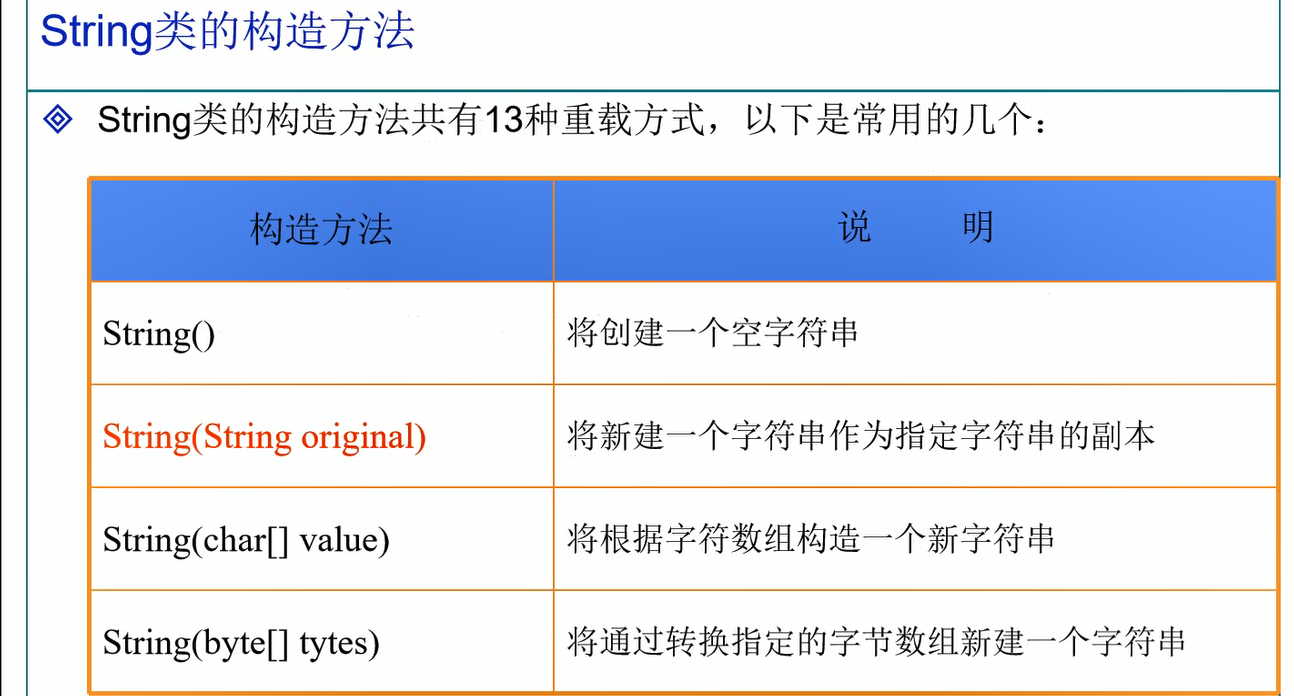 String类的构造方法
String类的构造方法共有13种重载方式，以下是常用的几个：
构造方法 说 明
String() 将创建一个空字符串
String(String original) 将新建一个字符串作为指定字符串的副本
String(char[] value) 将根据字符数组构造一个新字符串
String(byte[] tytes) 将通过转换指定的字节数组新建一个字符串